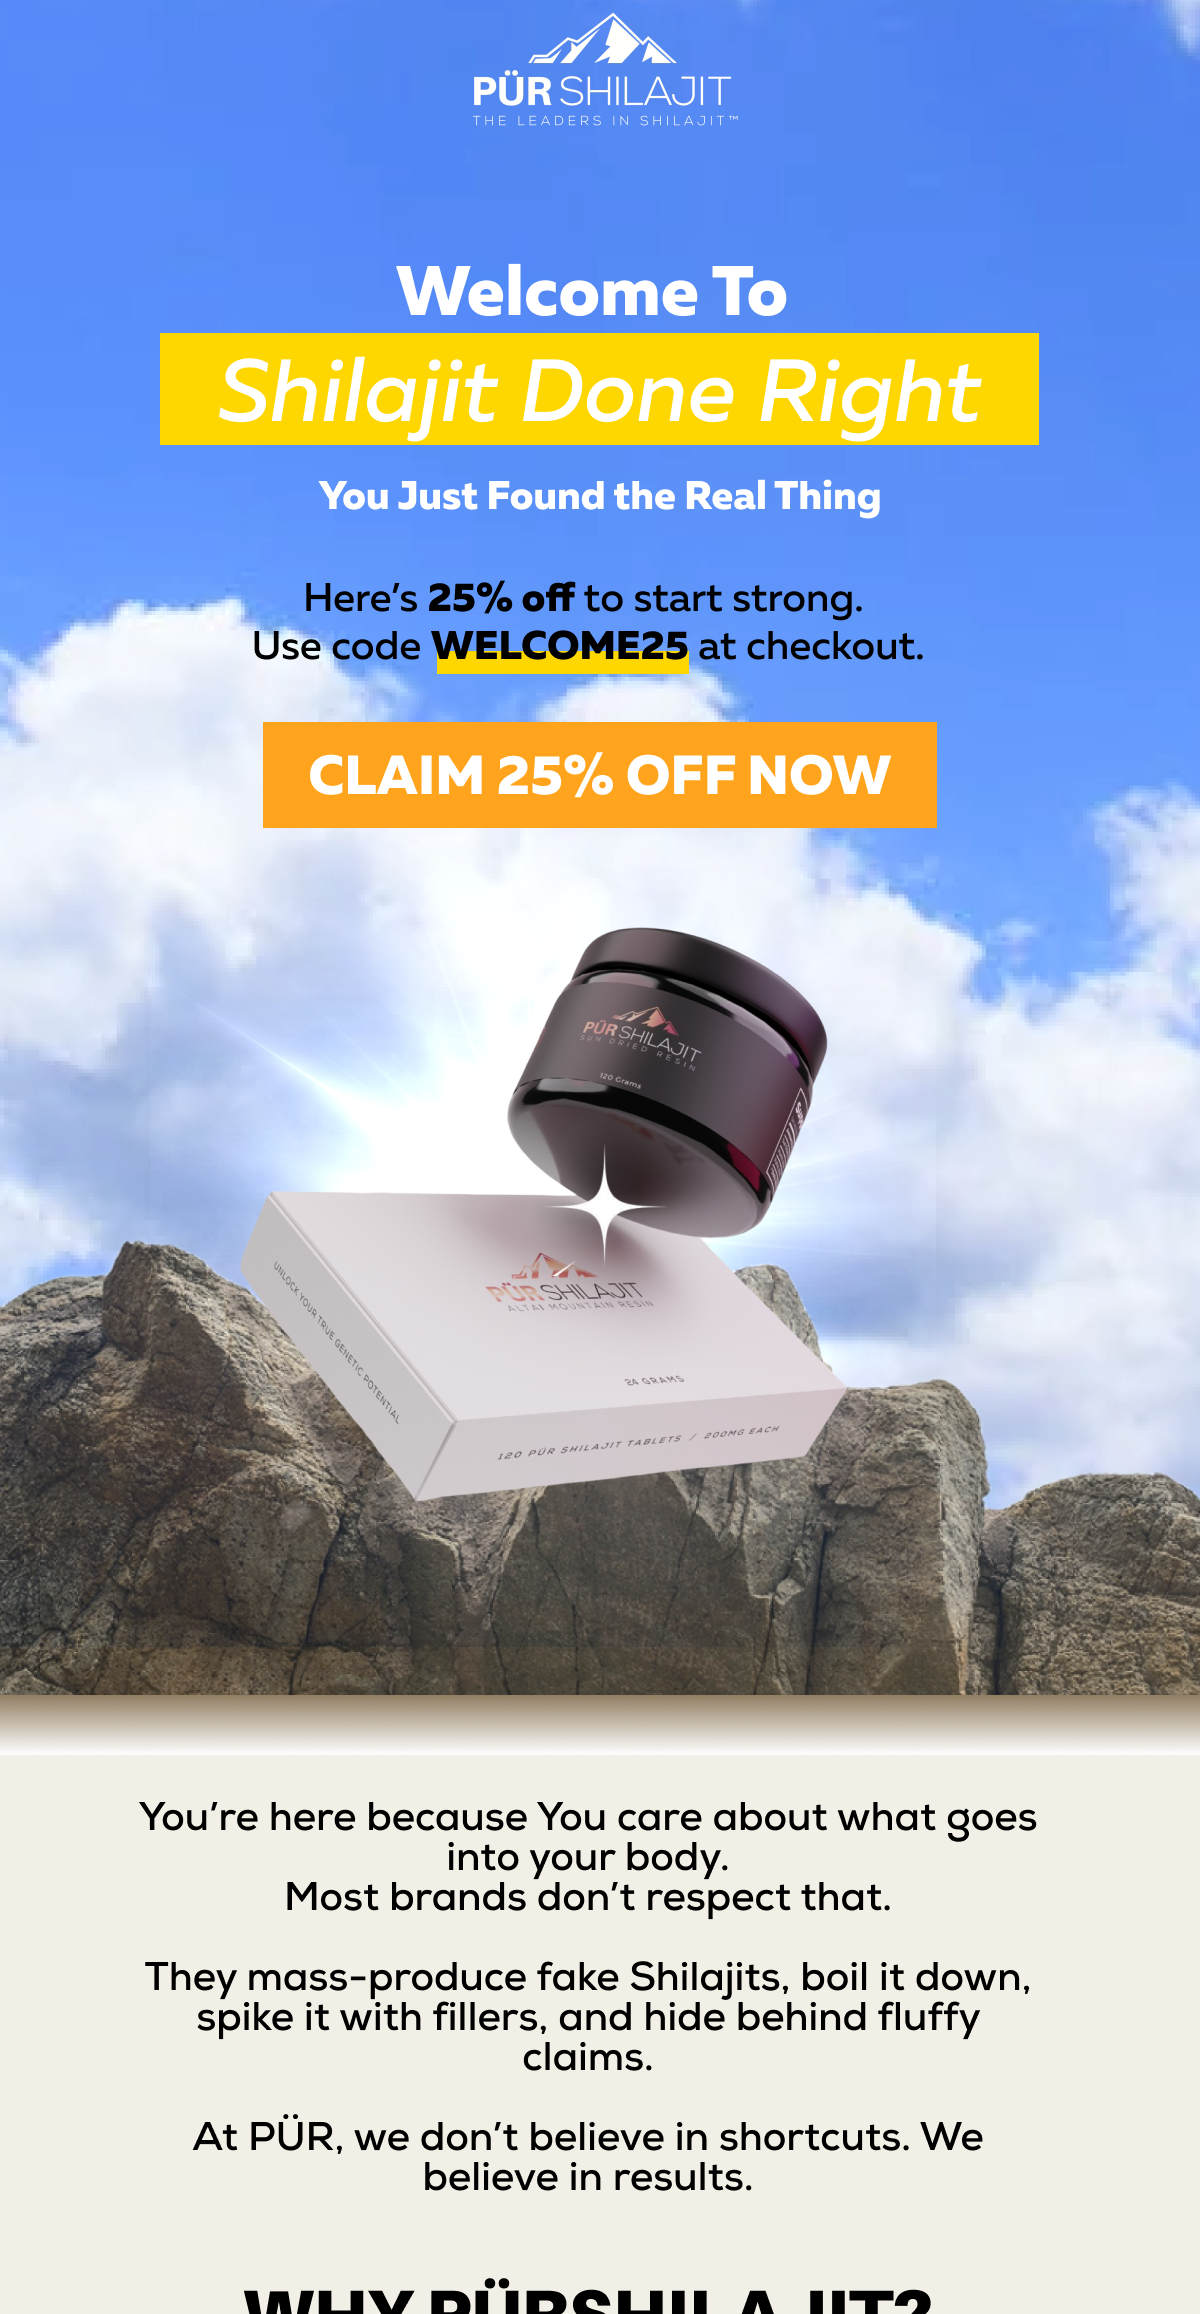 PÜR SHILAJIT
THE LEADERS IN SHILAJIT™
Welcome To
Shilajit Done Right
You Just Found the Real Thing
Here’s 25% off to start strong.
Use code WELCOME25 at checkout.
CLAIM 25% OFF NOW
PÜR SHILAJIT
SUN DRIED RESIN
120 Grams
PÜR SHILAJIT
ALTAI MOUNTAIN RESIN
UNLOCK YOUR TRUE GENETIC POTENTIAL
24 GRAMS
120 PÜR SHILAJIT TABLETS / 200MG EACH
You’re here because You care about what goes
into your body.
Most brands don’t respect that.
They mass-produce fake Shilajits, boil it down,
spike it with fillers, and hide behind fluffy
claims.
At PÜR, we don’t believe in shortcuts. We
believe in results.
WHY PÜRSHILAJIT?